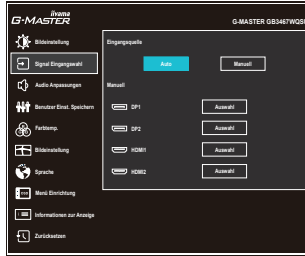 iiyama
G-MASTER
G-MASTER GB3467WQSU
Bildeinstellung
Signal Eingangswahl
Audio Anpassungen
Benutzer Einst. Speichern
Farbtemp.
Bildeinstellung
Sprache
Menü Einrichtung
Informationen zur Anzeige
Zurücksetzen
Eingangsquelle
Auto
Manuell
Manuell
DP1
Auswahl
DP2
Auswahl
HDMI1
Auswahl
HDMI2
Auswahl